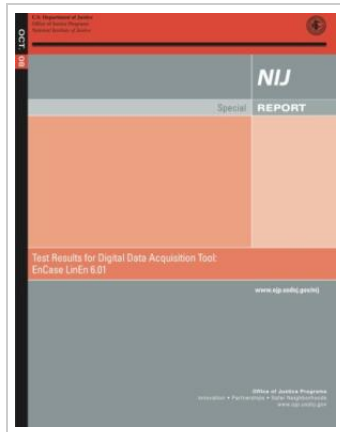 U.S. Department of Justice
Office of Justice Programs
National Institute of Justice
OCT. 08
NIJ
Special REPORT
Test Results for Digital Data Acquisition Tool:
EnCase LinEn 6.01
www.ojp.usdoj.gov/nij
Office of Justice Programs
Innovation • Partnerships • Safer Neighborhoods
www.ojp.usdoj.gov